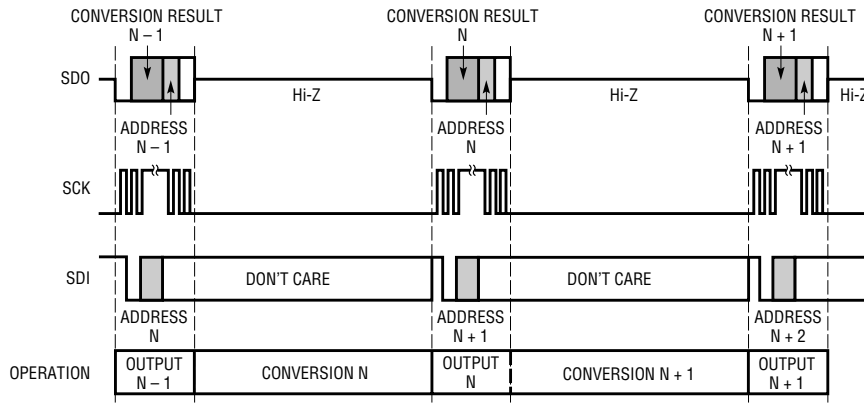 CONVERSION RESULT
N – 1
CONVERSION RESULT
N
CONVERSION RESULT
N + 1
SDO
Hi-Z
Hi-Z
Hi-Z
ADDRESS
N – 1
ADDRESS
N
ADDRESS
N + 1
SCK
SDI
DON'T CARE
DON'T CARE
ADDRESS
N
ADDRESS
N + 1
ADDRESS
N + 2
OPERATION
OUTPUT
N – 1
CONVERSION N
OUTPUT
N
CONVERSION N + 1
OUTPUT
N + 1